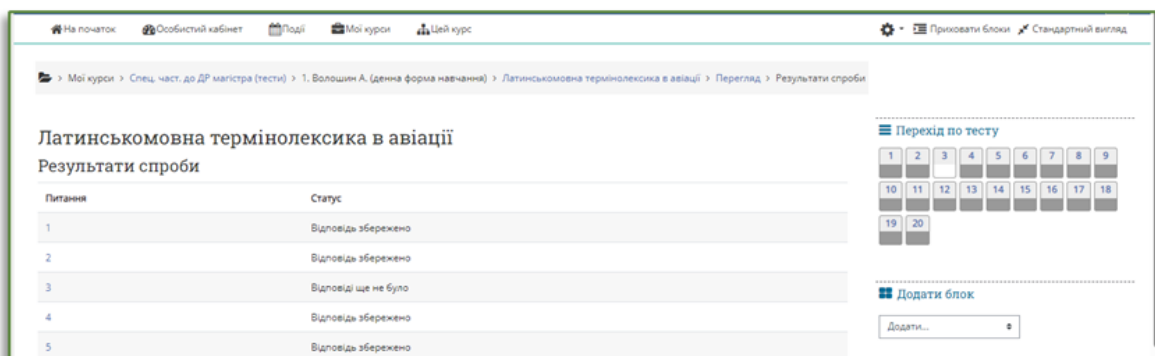 На початок Особистий кабінет Події Мої курси Цей курс Приховати блоки Стандартний вигляд
> Мої курси > Спец. част. до ДР магістра (тести) > 1. Волошин А. (денна форма навчання) > Латинськомовна термінолексика в авіації > Перегляд > Результати спроби
Латинськомовна термінолексика в авіації
Результати спроби
Питання Статус
1 Відповідь збережено
2 Відповідь збережено
3 Відповіді ще не було
4 Відповідь збережено
5 Відповідь збережено
Перехід по тесту
1 2 3 4 5 6 7 8 9
10 11 12 13 14 15 16 17 18
19 20
Додати блок
Додати...